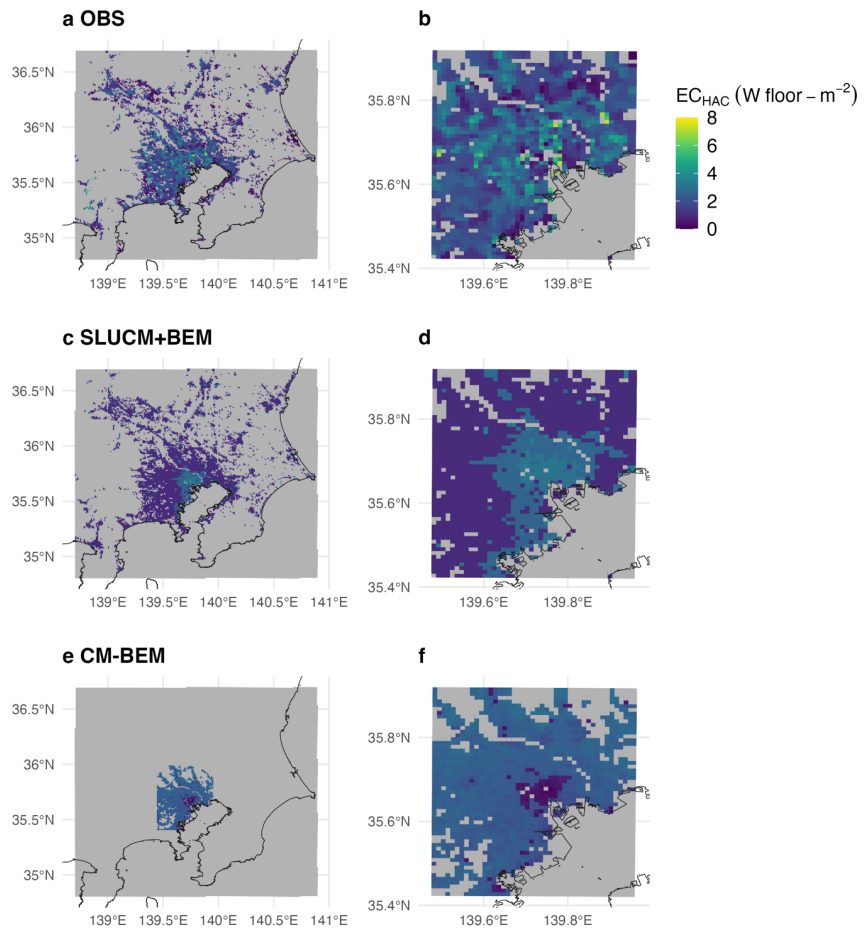 a OBS
b
36.5°N
36°N
35.5°N
35°N
139°E 139.5°E 140°E 140.5°E 141°E
35.8°N
35.6°N
35.4°N
139.6°E 139.8°E
EC_HAC (W floor − m⁻²)
8
6
4
2
0
c SLUCM+BEM
d
36.5°N
36°N
35.5°N
35°N
139°E 139.5°E 140°E 140.5°E 141°E
35.8°N
35.6°N
35.4°N
139.6°E 139.8°E
e CM-BEM
f
36.5°N
36°N
35.5°N
35°N
139°E 139.5°E 140°E 140.5°E 141°E
35.8°N
35.6°N
35.4°N
139.6°E 139.8°E